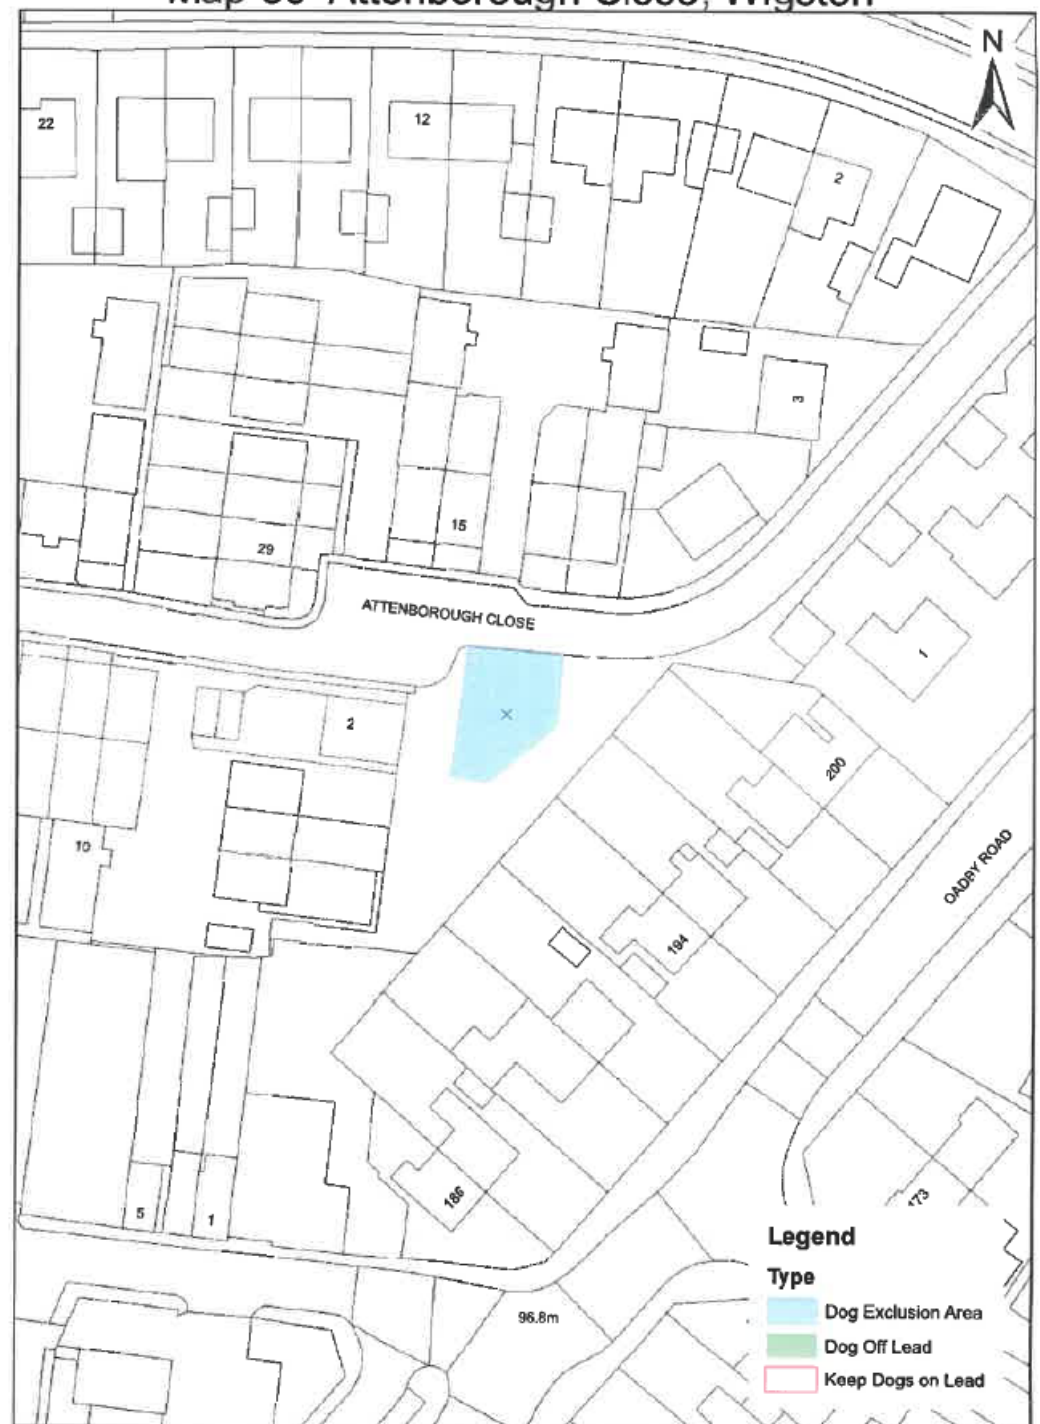 Attenborough Close, Wigston
N
22
12
2
3
15
29
ATTENBOROUGH CLOSE
1
2
200
10
OADBY ROAD
194
186
173
5
1
96.8m
Legend
Type
Dog Exclusion Area
Dog Off Lead
Keep Dogs on Lead